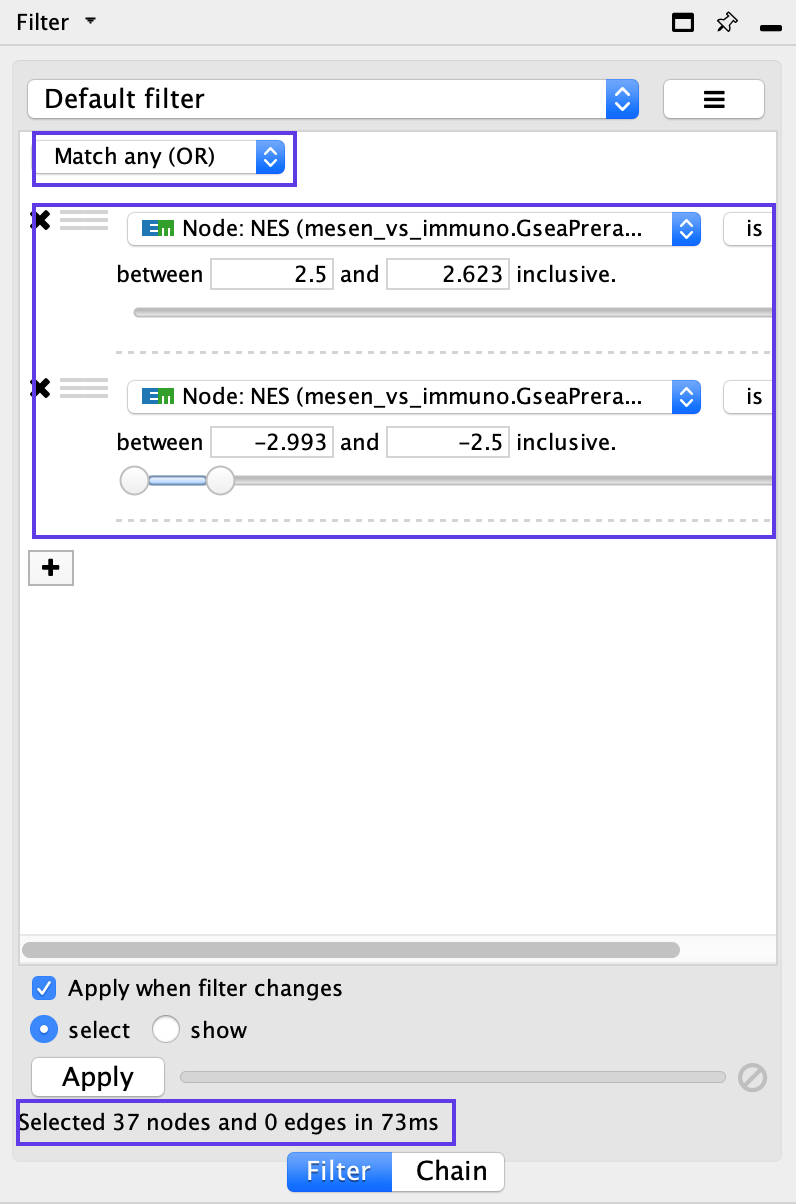 Filter
Default filter
Match any (OR)
EM Node: NES (mesen_vs_immuno.GseaPrera... is
between 2.5 and 2.623 inclusive.
EM Node: NES (mesen_vs_immuno.GseaPrera... is
between -2.993 and -2.5 inclusive.
+
Apply when filter changes
select show
Apply
Selected 37 nodes and 0 edges in 73ms
Filter Chain